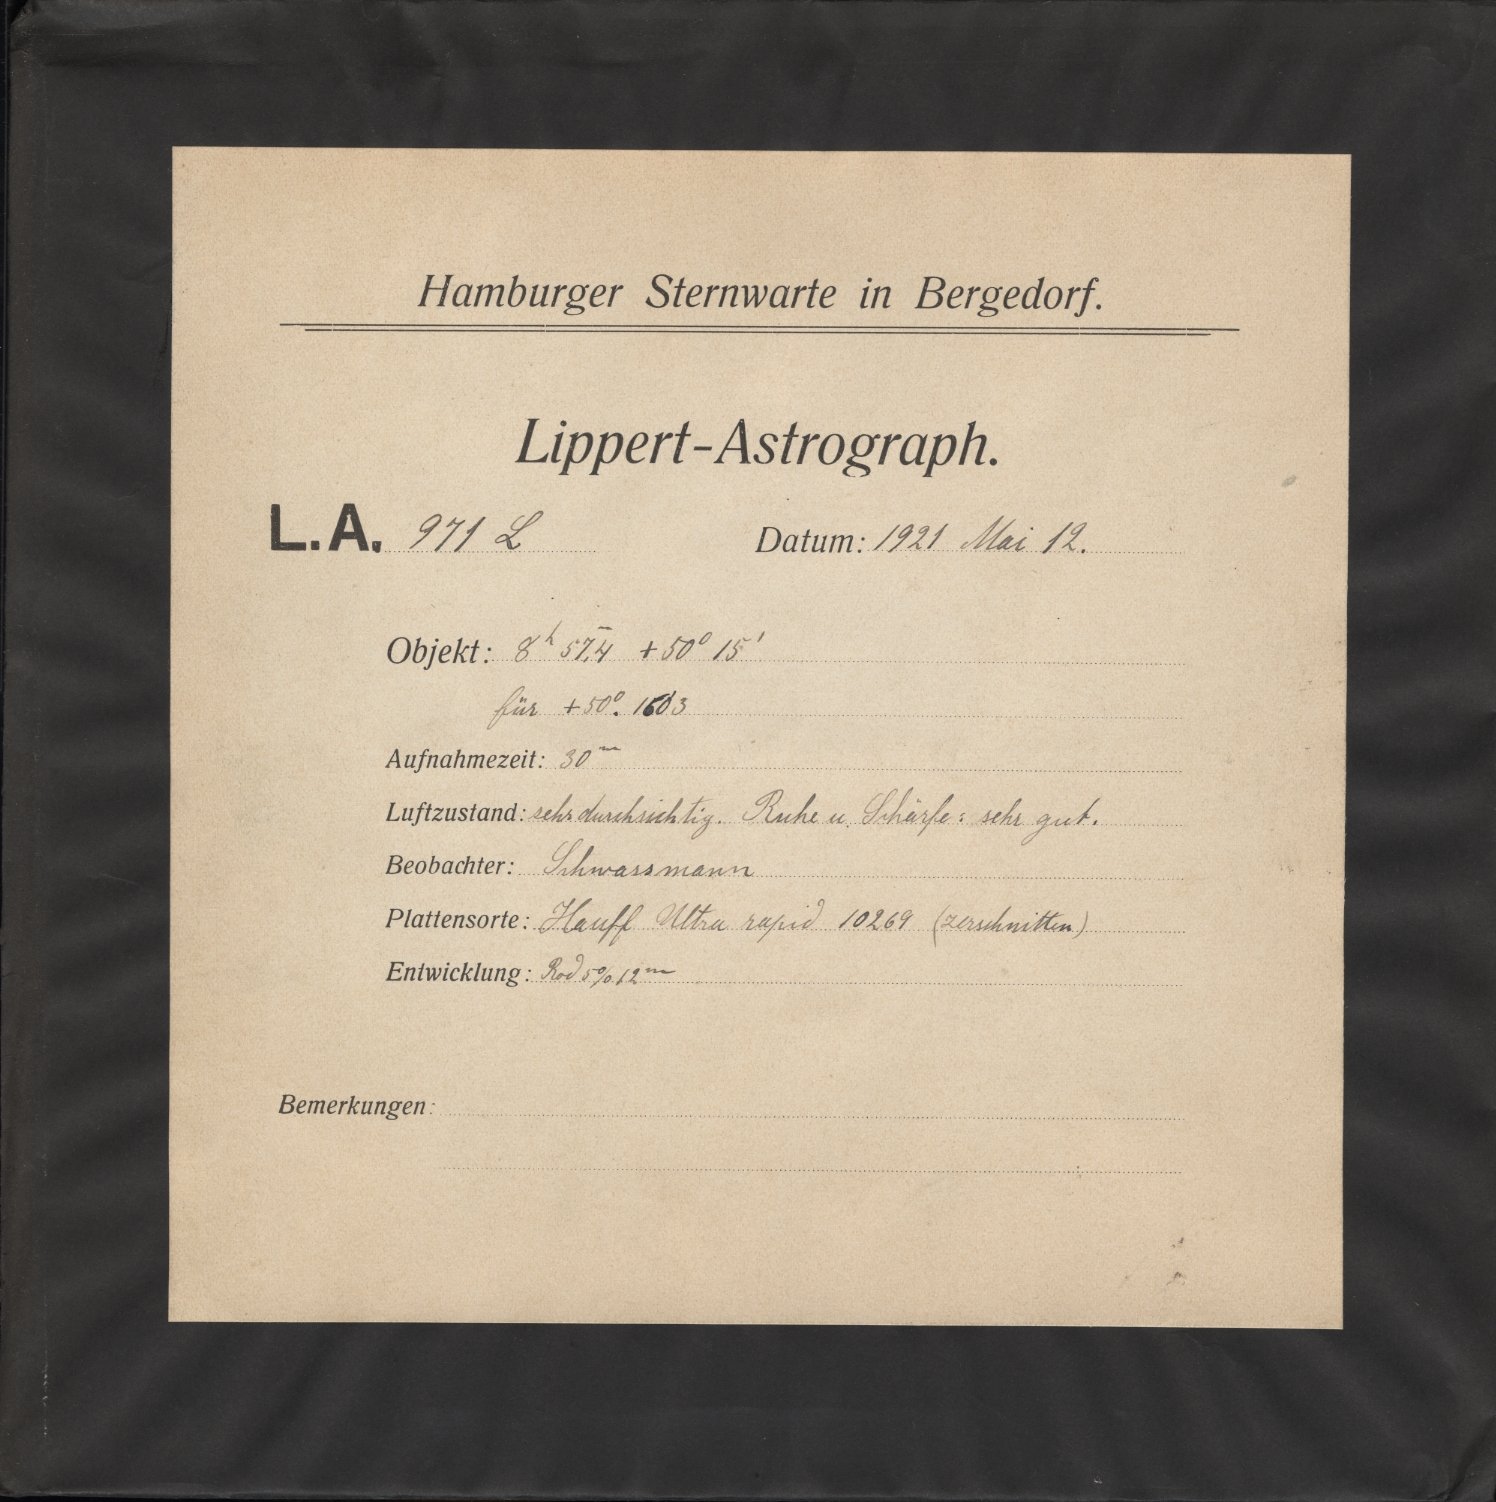 Hamburger Sternwarte in Bergedorf.
Lippert-Astrograph.
L.A. 971 L Datum: 1921 Mai 12.
Objekt: 8h 57,m4 +50° 15'
für +50°. 1603
Aufnahmezeit: 30m
Luftzustand: sehr durchsichtig. Ruhe u. Schärfe: sehr gut.
Beobachter: Schwassmann
Plattensorte: Hauff Ultra rapid 10269 (zerschnitten)
Entwicklung: Rod 5% 12m
Bemerkungen: